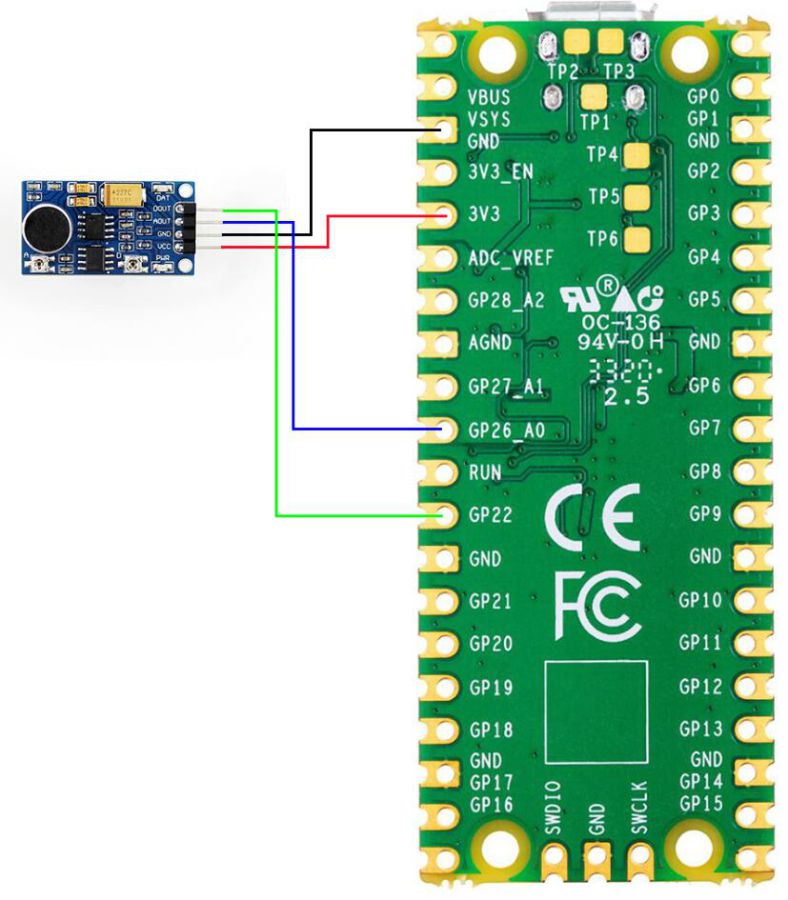 DAT
DOUT
AOUT
GND
VCC
PWR
A
D
TP2 TP3
TP1
TP4
TP5
TP6
VBUS
VSYS
GND
3V3_EN
3V3
ADC_VREF
GP28_A2
AGND
GP27_A1
GP26_A0
RUN
GP22
GND
GP21
GP20
GP19
GP18
GND
GP17
GP16
GP0
GP1
GND
GP2
GP3
GP4
GP5
GND
GP6
GP7
GP8
GP9
GND
GP10
GP11
GP12
GP13
GND
GP14
GP15
®
OC-136
94V-0 H
3320
2.5
CE
FC
SWDIO
GND
SWCLK